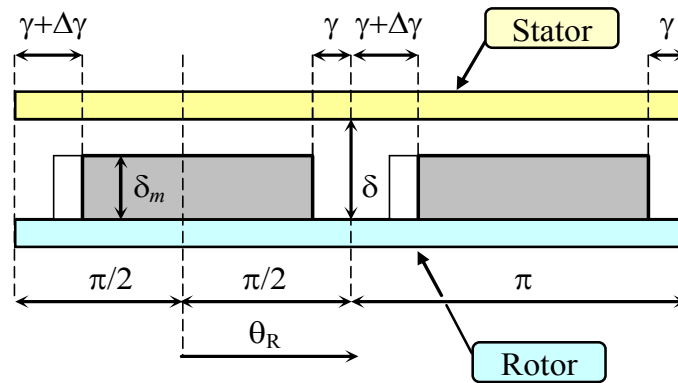 γ+Δγ γ γ+Δγ Stator γ
δm δ
π/2 π/2 π
θR Rotor